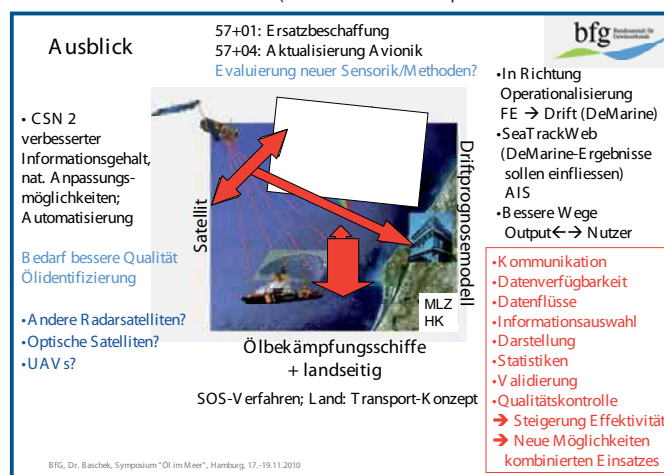 Ausblick
57+01: Ersatzbeschaffung
57+04: Aktualisierung Avionik
Evaluierung neuer Sensorik/Methoden?
bfg Bundesanstalt für
Gewässerkunde
• CSN 2
verbesserter
Informationsgehalt,
nat. Anpassungs-
möglichkeiten;
Automatisierung
Bedarf bessere Qualität
Ölidentifizierung
•Andere Radarsatelliten?
•Optische Satelliten?
•UAVs?
Satellit
Driftprognosemodell
MLZ
HK
Ölbekämpfungsschiffe
+ landseitig
SOS-Verfahren; Land: Transport-Konzept
•In Richtung
Operationalisierung
FE → Drift (DeMarine)
•SeaTrackWeb
(DeMarine-Ergebnisse
sollen einfliessen)
AIS
•Bessere Wege
Output←→ Nutzer
•Kommunikation
•Datenverfügbarkeit
•Datenflüsse
•Informationsauswahl
•Darstellung
•Statistiken
•Validierung
•Qualitätskontrolle
→ Steigerung Effektivität
→ Neue Möglichkeiten
kombinierten Einsatzes
BfG, Dr. Baschek, Symposium "Öl im Meer", Hamburg, 17.-19.11.2010